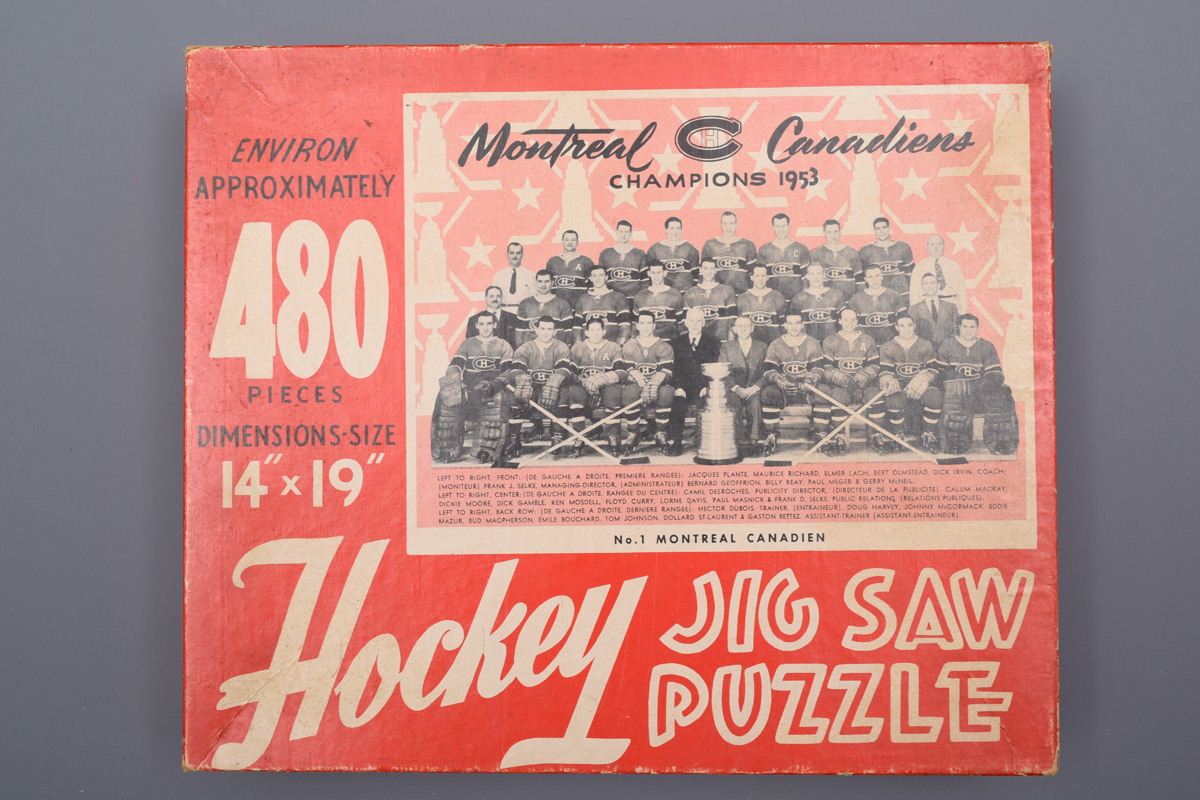 ENVIRON
APPROXIMATELY
480
PIECES
DIMENSIONS-SIZE
14" x 19"
Montreal CH Canadiens
CHAMPIONS 1953
LEFT TO RIGHT, FRONT: (DE GAUCHE A DROITE, PREMIERE RANGEE): JACQUES PLANTE, MAURICE RICHARD, ELMER LACH, BERT OLMSTEAD, DICK IRVIN, COACH;
(MONITEUR) FRANK J. SELKE, MANAGING-DIRECTOR, (ADMINISTRATEUR) BERNARD GEOFFRION, BILLY REAY, PAUL MEGER & GERRY McNEIL.
LEFT TO RIGHT, CENTER: (DE GAUCHE A DROITE, RANGEE DU CENTRE): CAMIL DESROCHES, PUBLICITY DIRECTOR, (DIRECTEUR DE LA PUBLICITE) CALUM MACKAY,
DICKIE MOORE, DICK GAMBLE, KEN MOSDELL, FLOYD CURRY, LORNE DAVIS, PAUL MASNICK & FRANK D. SELKE, PUBLIC RELATIONS, (RELATIONS PUBLIQUES).
LEFT TO RIGHT, BACK ROW: (DE GAUCHE A DROITE, DERNIERE RANGEE): HECTOR DUBOIS, TRAINER, (ENTRAINEUR), DOUG HARVEY, JOHNNY McCORMACK, EDDIE
MAZUR, BUD MACPHERSON, EMILE BOUCHARD, TOM JOHNSON, DOLLARD ST-LAURENT & GASTON BETTEZ, ASSISTANT-TRAINER (ASSISTANT-ENTRAINEUR).
No.1 MONTREAL CANADIEN
Hockey JIG SAW
PUZZLE